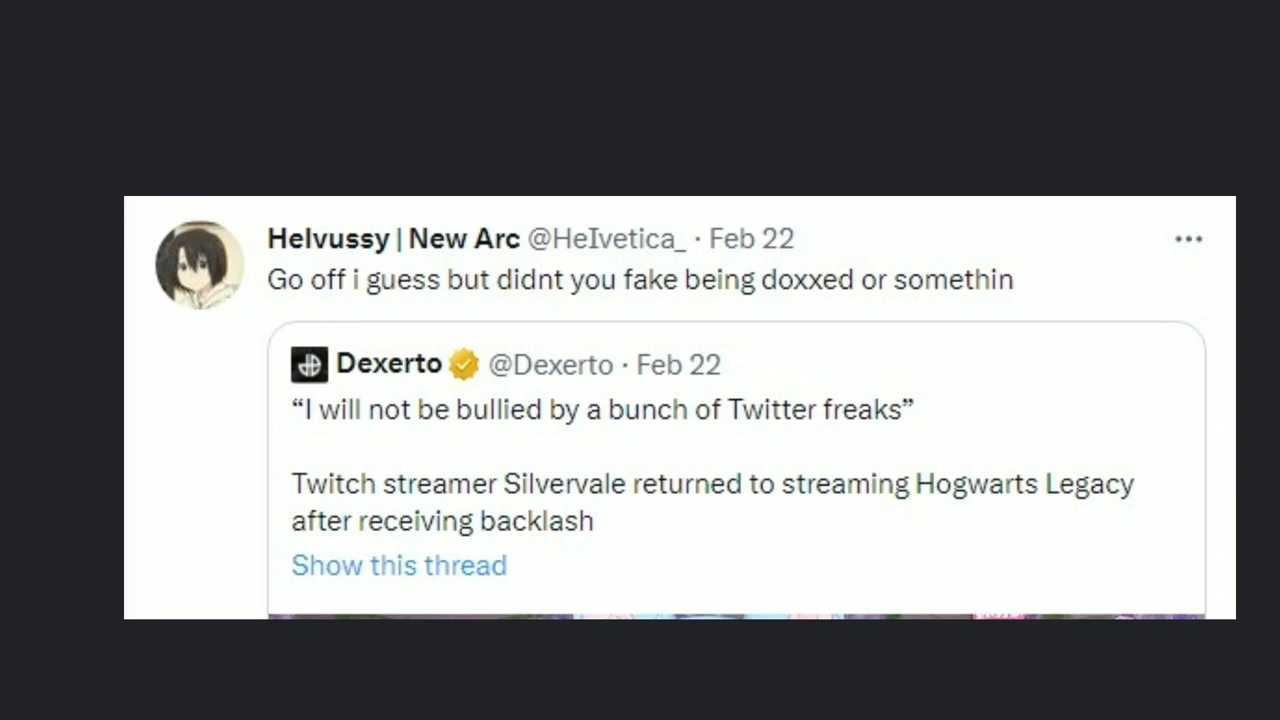 Helvussy | New Arc @HeIvetica_ · Feb 22
Go off i guess but didnt you fake being doxxed or somethin
Dexerto @Dexerto · Feb 22
“I will not be bullied by a bunch of Twitter freaks”
Twitch streamer Silvervale returned to streaming Hogwarts Legacy
after receiving backlash
Show this thread